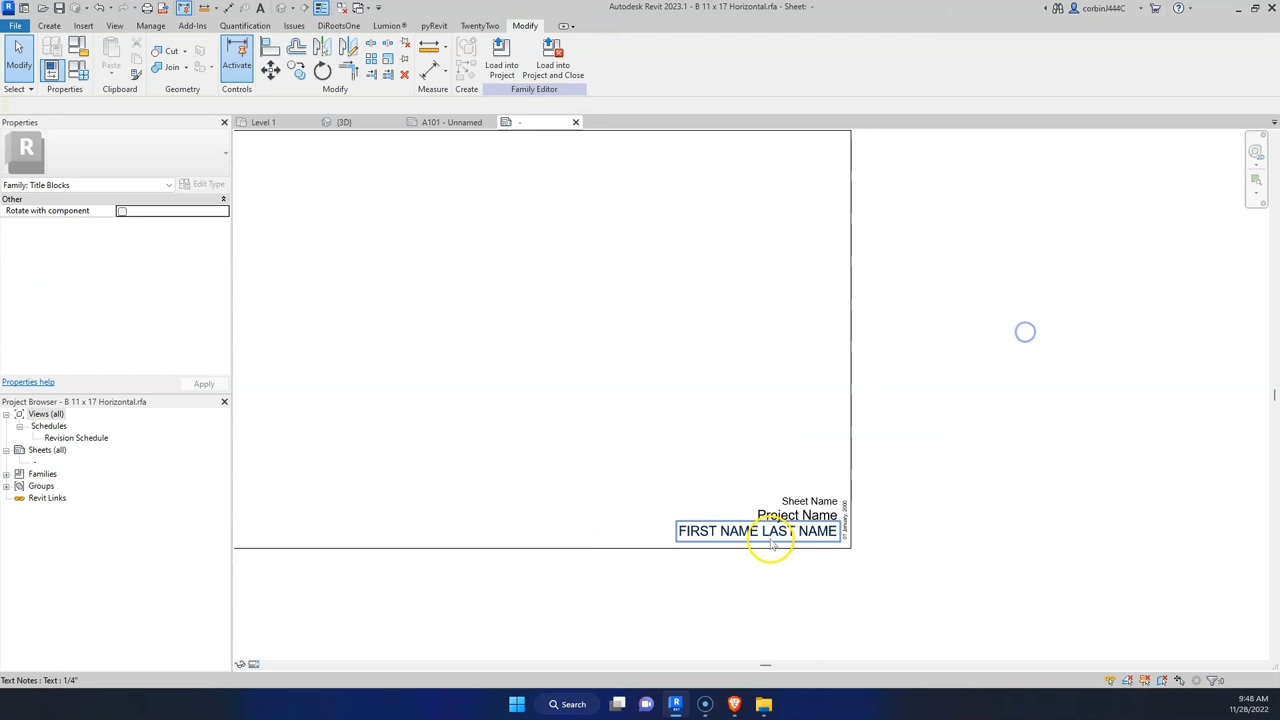 Autodesk Revit 2023.1 - B 11 x 17 Horizontal.rfa - Sheet: -
corbinJ444C
File Create Insert View Manage Add-Ins Quantification Issues DiRootsOne Lumion® pyRevit TwentyTwo Modify
Modify
Paste
Cut
Join
Activate
Load into Project
Load into Project and Close
Select Properties Clipboard Geometry Controls Modify Measure Create Family Editor
Properties
Level 1 {3D} A101 - Unnamed -
R
Family: Title Blocks
Edit Type
Other
Rotate with component
Properties help
Apply
Project Browser - B 11 x 17 Horizontal.rfa
Views (all)
Schedules
Revision Schedule
Sheets (all)
-
Families
Groups
Revit Links
Sheet Name
Project Name
FIRST NAME LAST NAME
01 January, 2000
Text Notes : Text : 1/4"
:0
Search
9:48 AM
11/28/2022